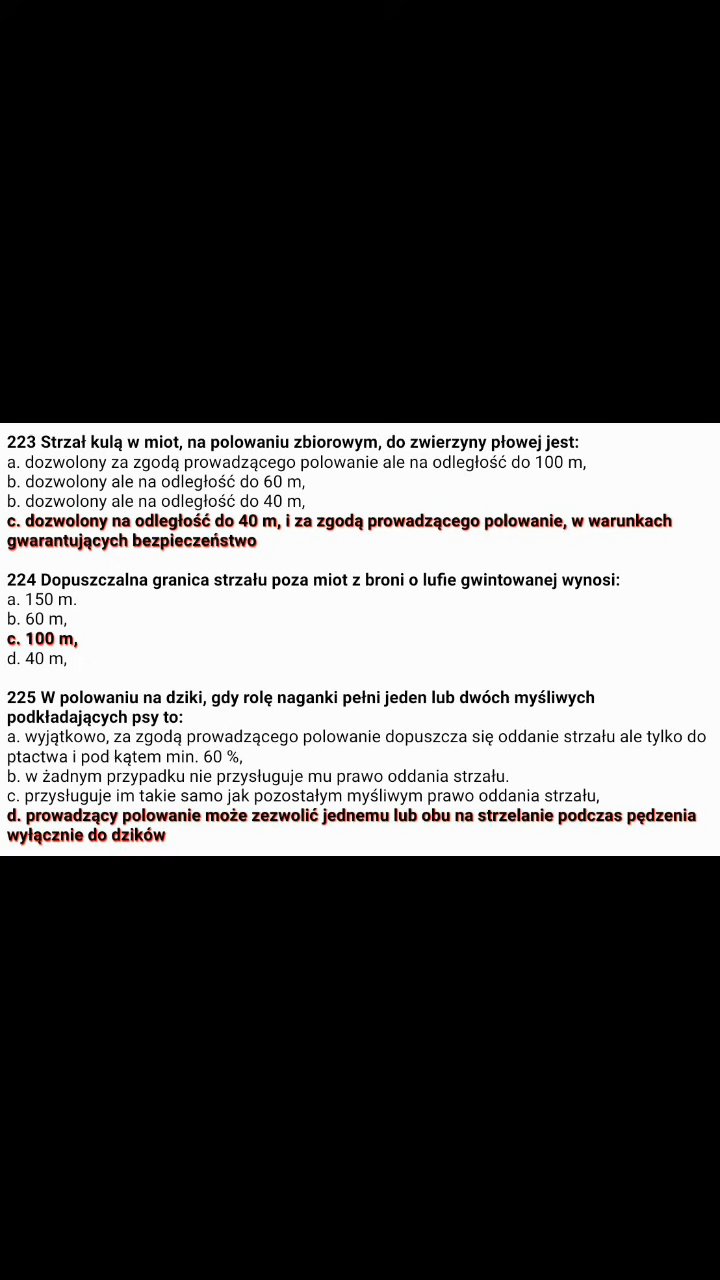 223 Strzał kulą w miot, na polowaniu zbiorowym, do zwierzyny płowej jest:
a. dozwolony za zgodą prowadzącego polowanie ale na odległość do 100 m,
b. dozwolony ale na odległość do 60 m,
b. dozwolony ale na odległość do 40 m,
c. dozwolony na odległość do 40 m, i za zgodą prowadzącego polowanie, w warunkach
gwarantujących bezpieczeństwo
224 Dopuszczalna granica strzału poza miot z broni o lufie gwintowanej wynosi:
a. 150 m.
b. 60 m,
c. 100 m,
d. 40 m,
225 W polowaniu na dziki, gdy rolę naganki pełni jeden lub dwóch myśliwych
podkładających psy to:
a. wyjątkowo, za zgodą prowadzącego polowanie dopuszcza się oddanie strzału ale tylko do
ptactwa i pod kątem min. 60 %,
b. w żadnym przypadku nie przysługuje mu prawo oddania strzału.
c. przysługuje im takie samo jak pozostałym myśliwym prawo oddania strzału,
d. prowadzący polowanie może zezwolić jednemu lub obu na strzelanie podczas pędzenia
wyłącznie do dzików